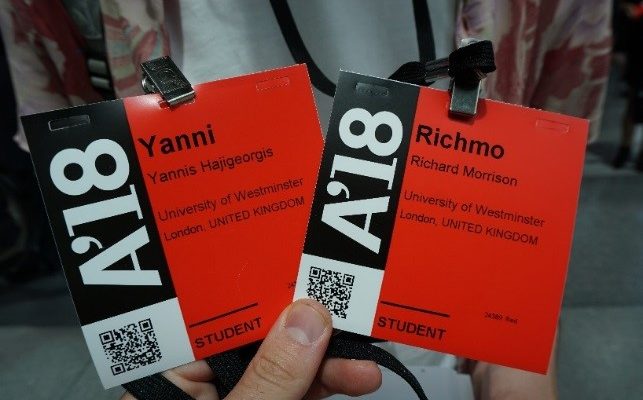 A'18
Yanni
Yannis Hajigeorgis
University of Westminster
London, UNITED KINGDOM
STUDENT
A'18
Richmo
Richard Morrison
University of Westminster
London, UNITED KINGDOM
STUDENT